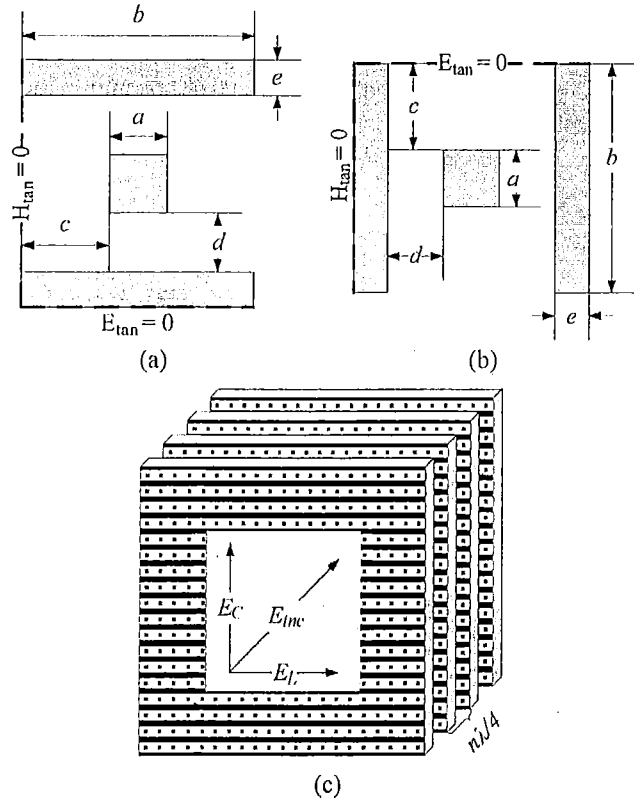 b
e
a
H_tan = 0
c
d
E_tan = 0
(a)
E_tan = 0
c
H_tan = 0
b
a
d
e
(b)
E_C
E_inc
E_L
nλ/4
(c)